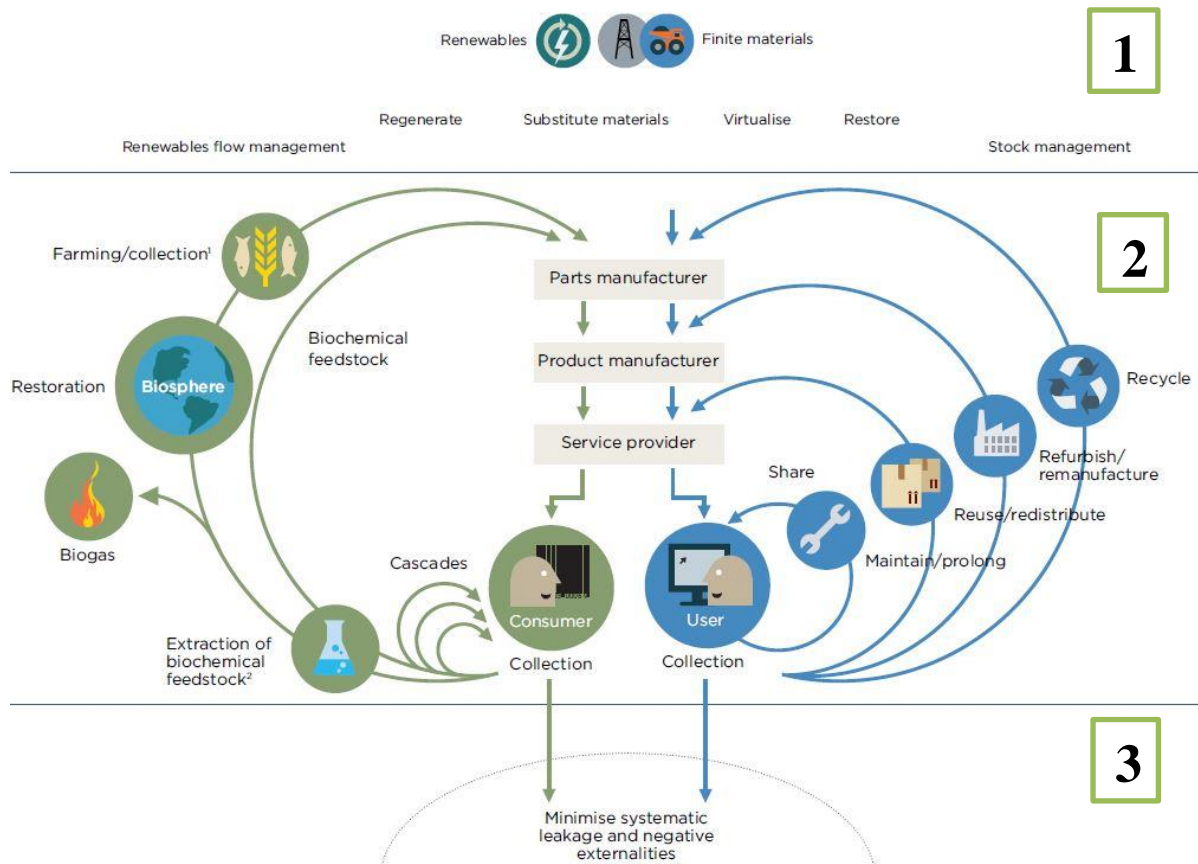 Renewables
Finite materials
1
Regenerate
Substitute materials
Virtualise
Restore
Renewables flow management
Stock management
2
Farming/collection¹
Parts manufacturer
Biochemical
feedstock
Product manufacturer
Restoration
Biosphere
Recycle
Service provider
Share
Refurbish/
remanufacture
Reuse/redistribute
Biogas
Cascades
Maintain/prolong
Consumer
User
Extraction of
biochemical
feedstock²
Collection
Collection
3
Minimise systematic
leakage and negative
externalities